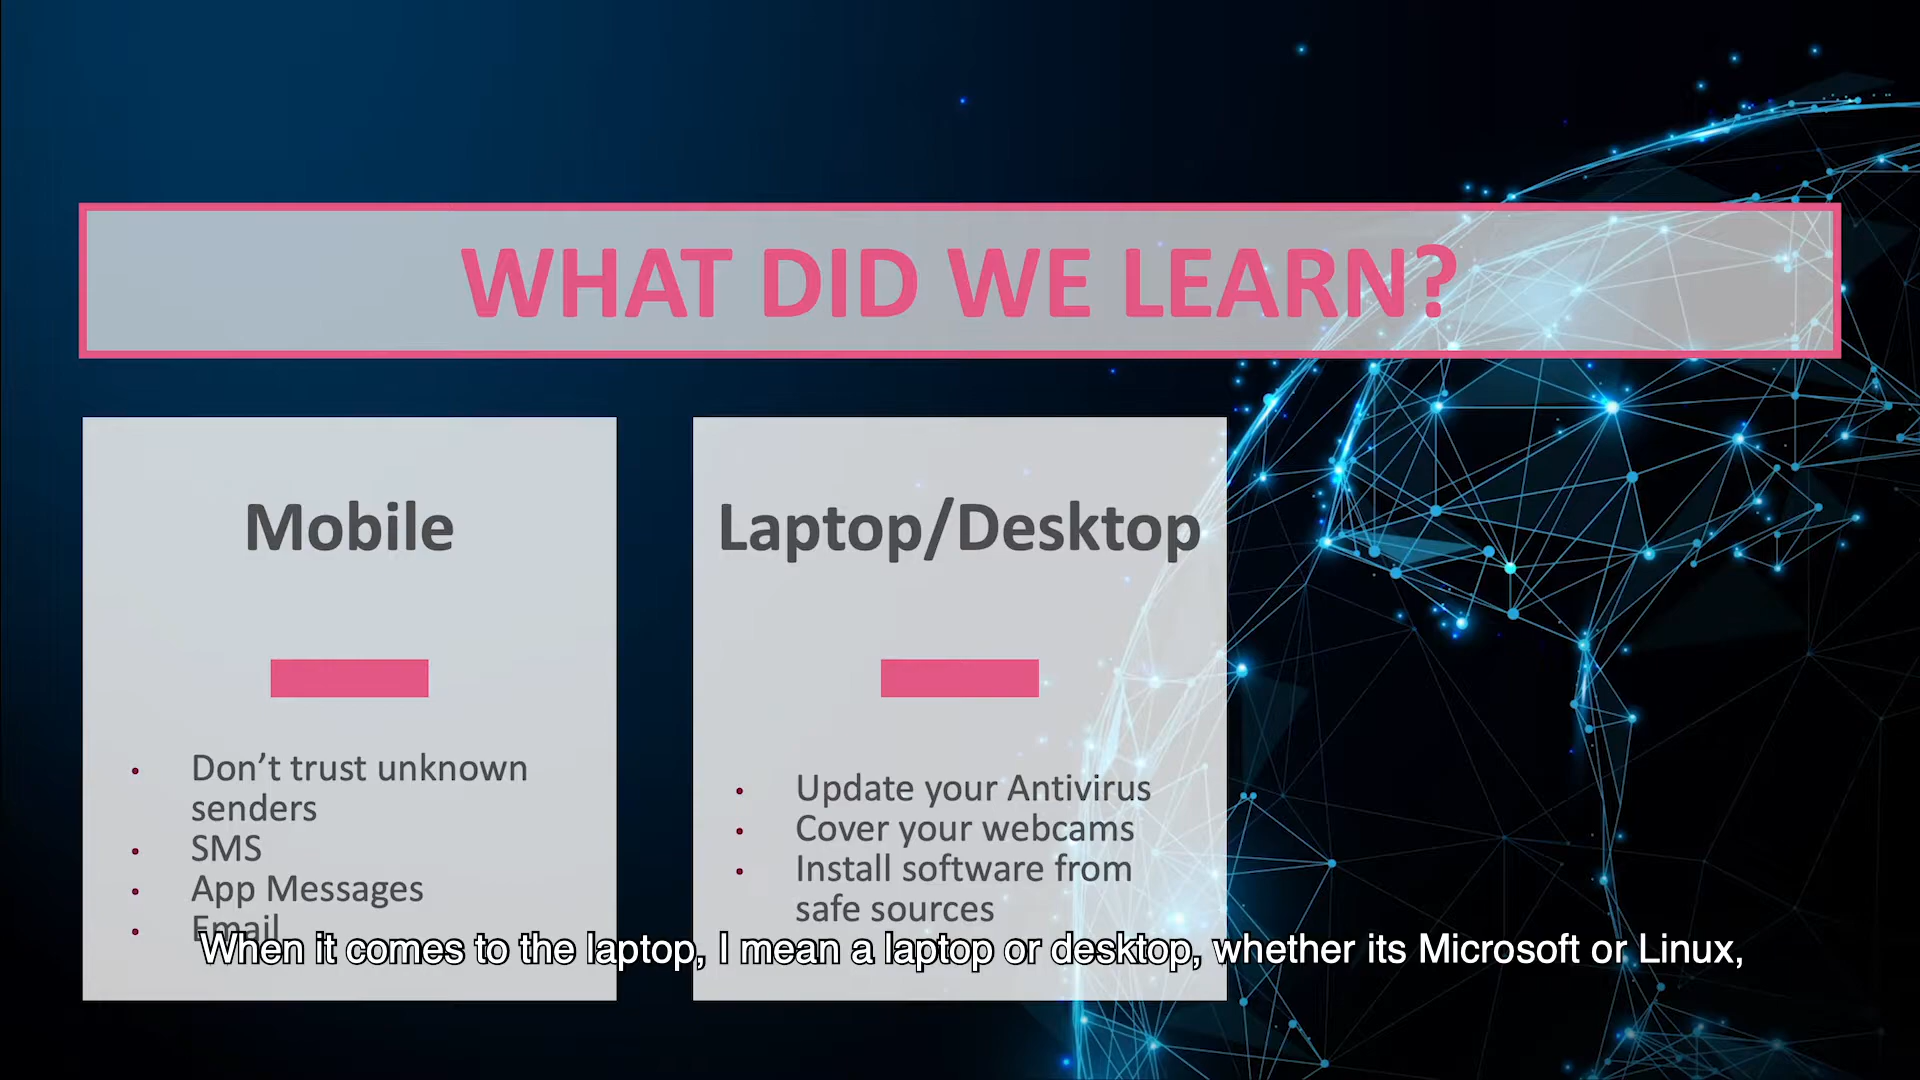 WHAT DID WE LEARN?
Mobile
Don’t trust unknown
senders
SMS
App Messages
Email
Laptop/Desktop
Update your Antivirus
Cover your webcams
Install software from
safe sources
When it comes to the laptop, I mean a laptop or desktop, whether its Microsoft or Linux,